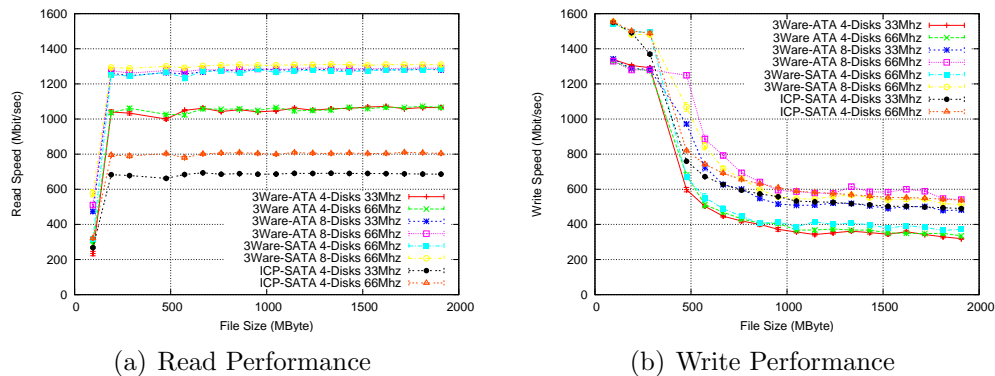 1600
1400
1200
1000
800
600
400
200
0
0 500 1000 1500 2000
Read Speed (Mbit/sec)
File Size (MByte)
3Ware-ATA 4-Disks 33Mhz
3Ware ATA 4-Disks 66Mhz
3Ware-ATA 8-Disks 33Mhz
3Ware-ATA 8-Disks 66Mhz
3Ware-SATA 4-Disks 66Mhz
3Ware-SATA 8-Disks 66Mhz
ICP-SATA 4-Disks 33Mhz
ICP-SATA 4-Disks 66Mhz
(a) Read Performance
1600
1400
1200
1000
800
600
400
200
0
0 500 1000 1500 2000
Write Speed (Mbit/sec)
File Size (MByte)
3Ware-ATA 4-Disks 33Mhz
3Ware ATA 4-Disks 66Mhz
3Ware-ATA 8-Disks 33Mhz
3Ware-ATA 8-Disks 66Mhz
3Ware-SATA 4-Disks 66Mhz
3Ware-SATA 8-Disks 66Mhz
ICP-SATA 4-Disks 33Mhz
ICP-SATA 4-Disks 66Mhz
(b) Write Performance